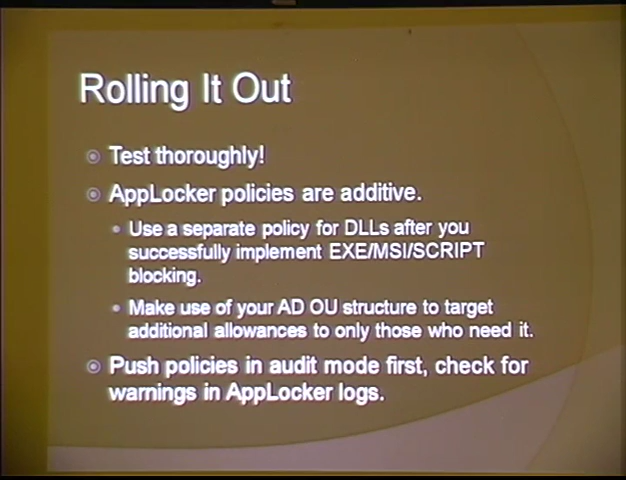 Rolling It Out
Test thoroughly!
AppLocker policies are additive.
Use a separate policy for DLLs after you
successfully implement EXE/MSI/SCRIPT
blocking.
Make use of your AD OU structure to target
additional allowances to only those who need it.
Push policies in audit mode first, check for
warnings in AppLocker logs.